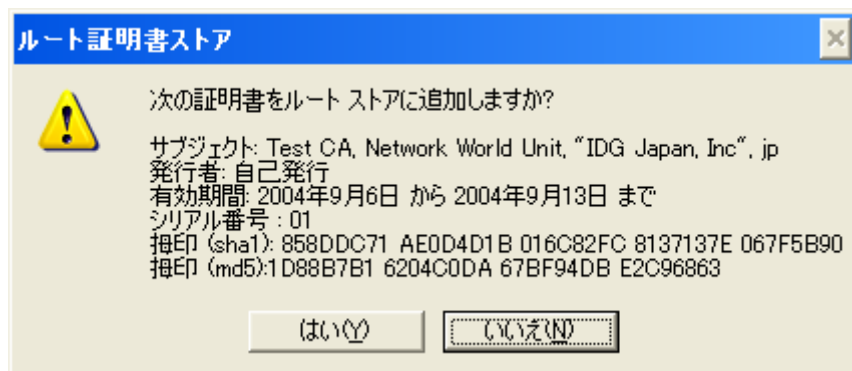 ルート証明書ストア
次の証明書をルート ストアに追加しますか?
サブジェクト: Test CA, Network World Unit, "IDG Japan, Inc", jp
発行者: 自己発行
有効期間: 2004年9月6日 から 2004年9月13日 まで
シリアル番号 : 01
拇印 (sha1): 858DDC71 AE0D4D1B 016C82FC 8137137E 067F5B90
拇印 (md5):1D88B7B1 6204C0DA 67BF94DB E2C96863
はい(Y)
いいえ(N)